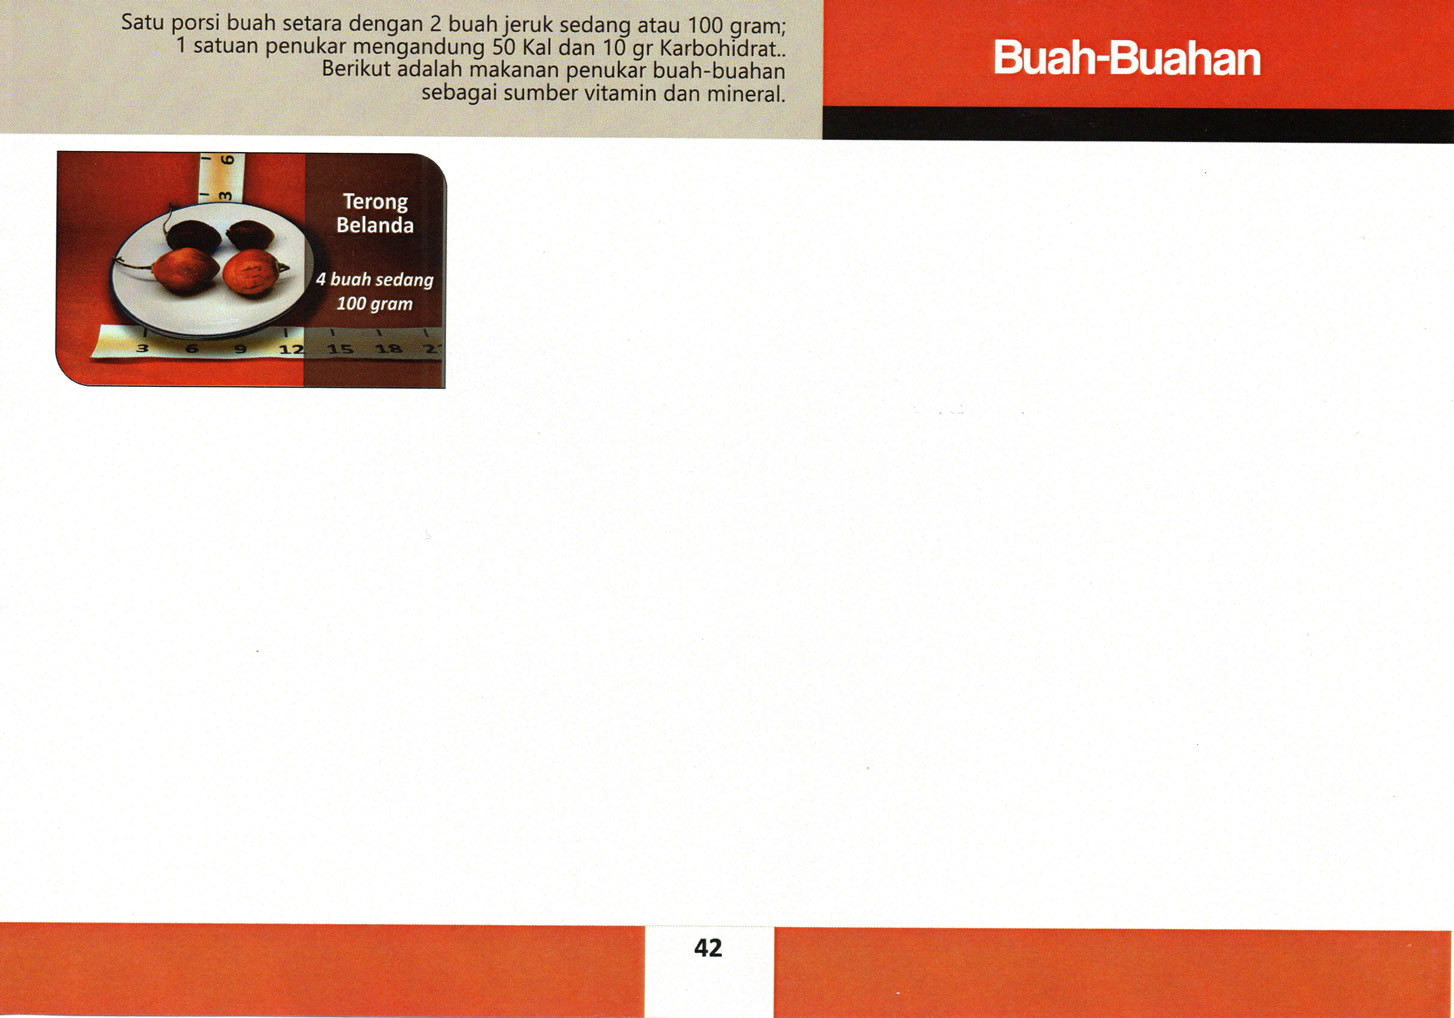 Satu porsi buah setara dengan 2 buah jeruk sedang atau 100 gram;
1 satuan penukar mengandung 50 Kal dan 10 gr Karbohidrat..
Berikut adalah makanan penukar buah-buahan
sebagai sumber vitamin dan mineral.
Buah-Buahan
6
3
Terong
Belanda
4 buah sedang
100 gram
3 6 9 12 15 18 2
42